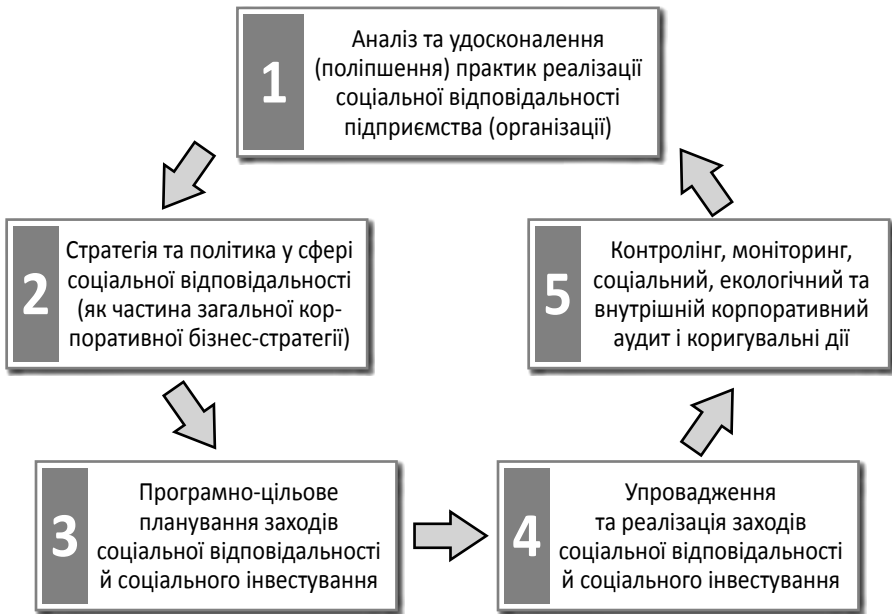 1
Аналіз та удосконалення
(поліпшення) практик реалізації
соціальної відповідальності
підприємства (організації)
2
Стратегія та політика у сфері
соціальної відповідальності
(як частина загальної кор-
поративної бізнес-стратегії)
3
Програмно-цільове
планування заходів
соціальної відповідальності
й соціального інвестування
4
Упровадження
та реалізація заходів
соціальної відповідальності
й соціального інвестування
5
Контролінг, моніторинг,
соціальний, екологічний та
внутрішній корпоративний
аудит і коригувальні дії